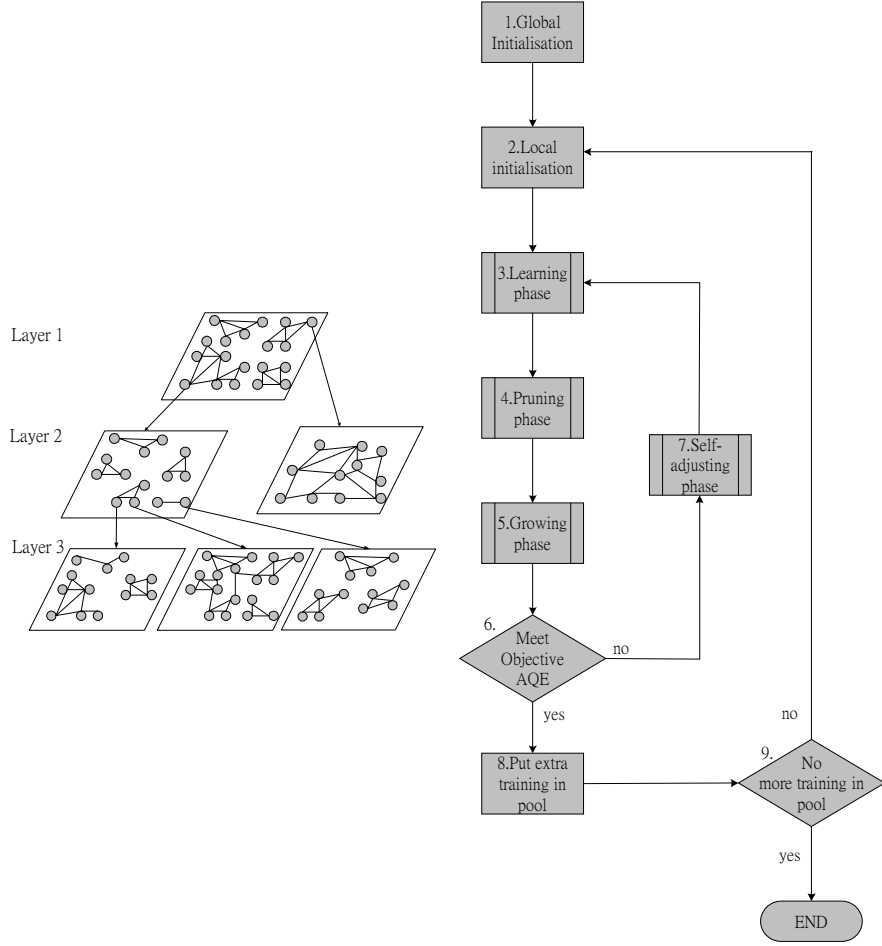 Layer 1
Layer 2
Layer 3
1.Global
Initialisation
2.Local
initialisation
3.Learning
phase
4.Pruning
phase
5.Growing
phase
6.
Meet
Objective
AQE
no
yes
7.Self-
adjusting
phase
8.Put extra
training in
pool
9.
No
more training in
pool
no
yes
END